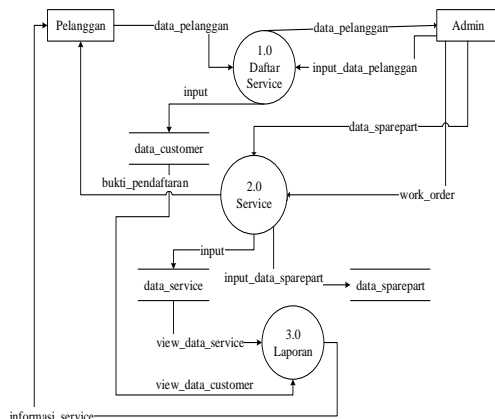 Pelanggan
data_pelanggan
1.0
Daftar
Service
data_pelanggan
Admin
input_data_pelanggan
input
data_customer
data_sparepart
bukti_pendaftaran
2.0
Service
work_order
input
input_data_sparepart
data_service
data_sparepart
view_data_service
3.0
Laporan
view_data_customer
informasi_service